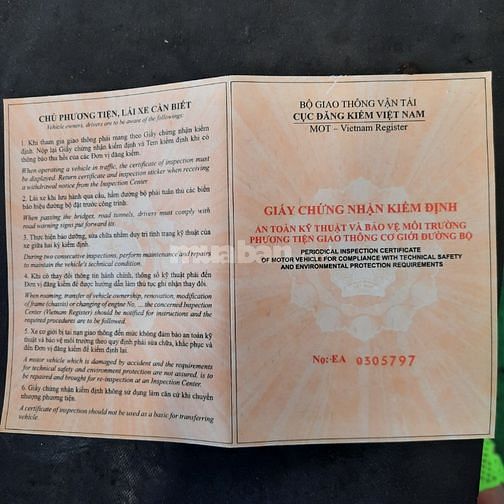 CHỦ PHƯƠNG TIỆN, LÁI XE CẦN BIẾT
Vehicle owners, drivers are to be aware of the followings:
1. Khi tham gia giao thông phải mang theo Giấy chứng nhận kiểm
định. Nộp lại Giấy chứng nhận kiểm định và Tem kiểm định khi có
thông báo thu hồi của các Đơn vị đăng kiểm.
When operating a vehicle in traffic, the certificate of inspection must
be displayed. Return certificate and inspection sticker when receiving
a withdrawal notice from the Inspection Center.
2. Lái xe khi lưu hành qua cầu, hầm đường bộ phải tuân thủ các biển
báo hiệu đường bộ đặt trước công trình.
When passing the bridges, road tunnels, drivers must comply with
road warning signs put forward its.
3. Thực hiện bảo dưỡng, sửa chữa nhằm duy trì tình trạng kỹ thuật của
xe giữa hai kỳ kiểm định.
During two consecutive inspections, perform maintenance and repairs
to maintain the vehicle's technical condition.
4. Khi có thay đổi thông tin hành chính, thông số kỹ thuật phải đến
Đơn vị kiểm định để được hướng dẫn làm thủ tục ghi nhận thay đổi.
When roaming, transfer of vehicle ownership, renovation, modification
of frame (chassis) or changing of engine No, ... the concerned Inspection
Center (Vietnam Register) should be notified for instructions and the
required procedures are to be followed.
5. Xe cơ giới bị tai nạn giao thông đến mức không đảm bảo an toàn kỹ
thuật và bảo vệ môi trường theo quy định phải sửa chữa, khắc phục và
đến Đơn vị đăng kiểm để kiểm định lại.
A motor vehicle which is damaged by accident and the requirements
for technical safety and environment protection are not assured, is to
be repaired and brought for re-inspection at an Inspection Center.
6. Giấy chứng nhận kiểm định không sử dụng làm căn cứ khi chuyển
nhượng phương tiện.
A certificate of inspection should not be used as a basic for transferring
vehicle.
BỘ GIAO THÔNG VẬN TẢI
CỤC ĐĂNG KIỂM VIỆT NAM
MOT – Vietnam Register
GIẤY CHỨNG NHẬN KIỂM ĐỊNH
AN TOÀN KỸ THUẬT VÀ BẢO VỆ MÔI TRƯỜNG
PHƯƠNG TIỆN GIAO THÔNG CƠ GIỚI ĐƯỜNG BỘ
PERIODICAL INSPECTION CERTIFICATE
OF MOTOR VEHICLE FOR COMPLIANCE WITH TECHNICAL SAFETY
AND ENVIRONMENTAL PROTECTION REQUIREMENTS
No: EA 0305797